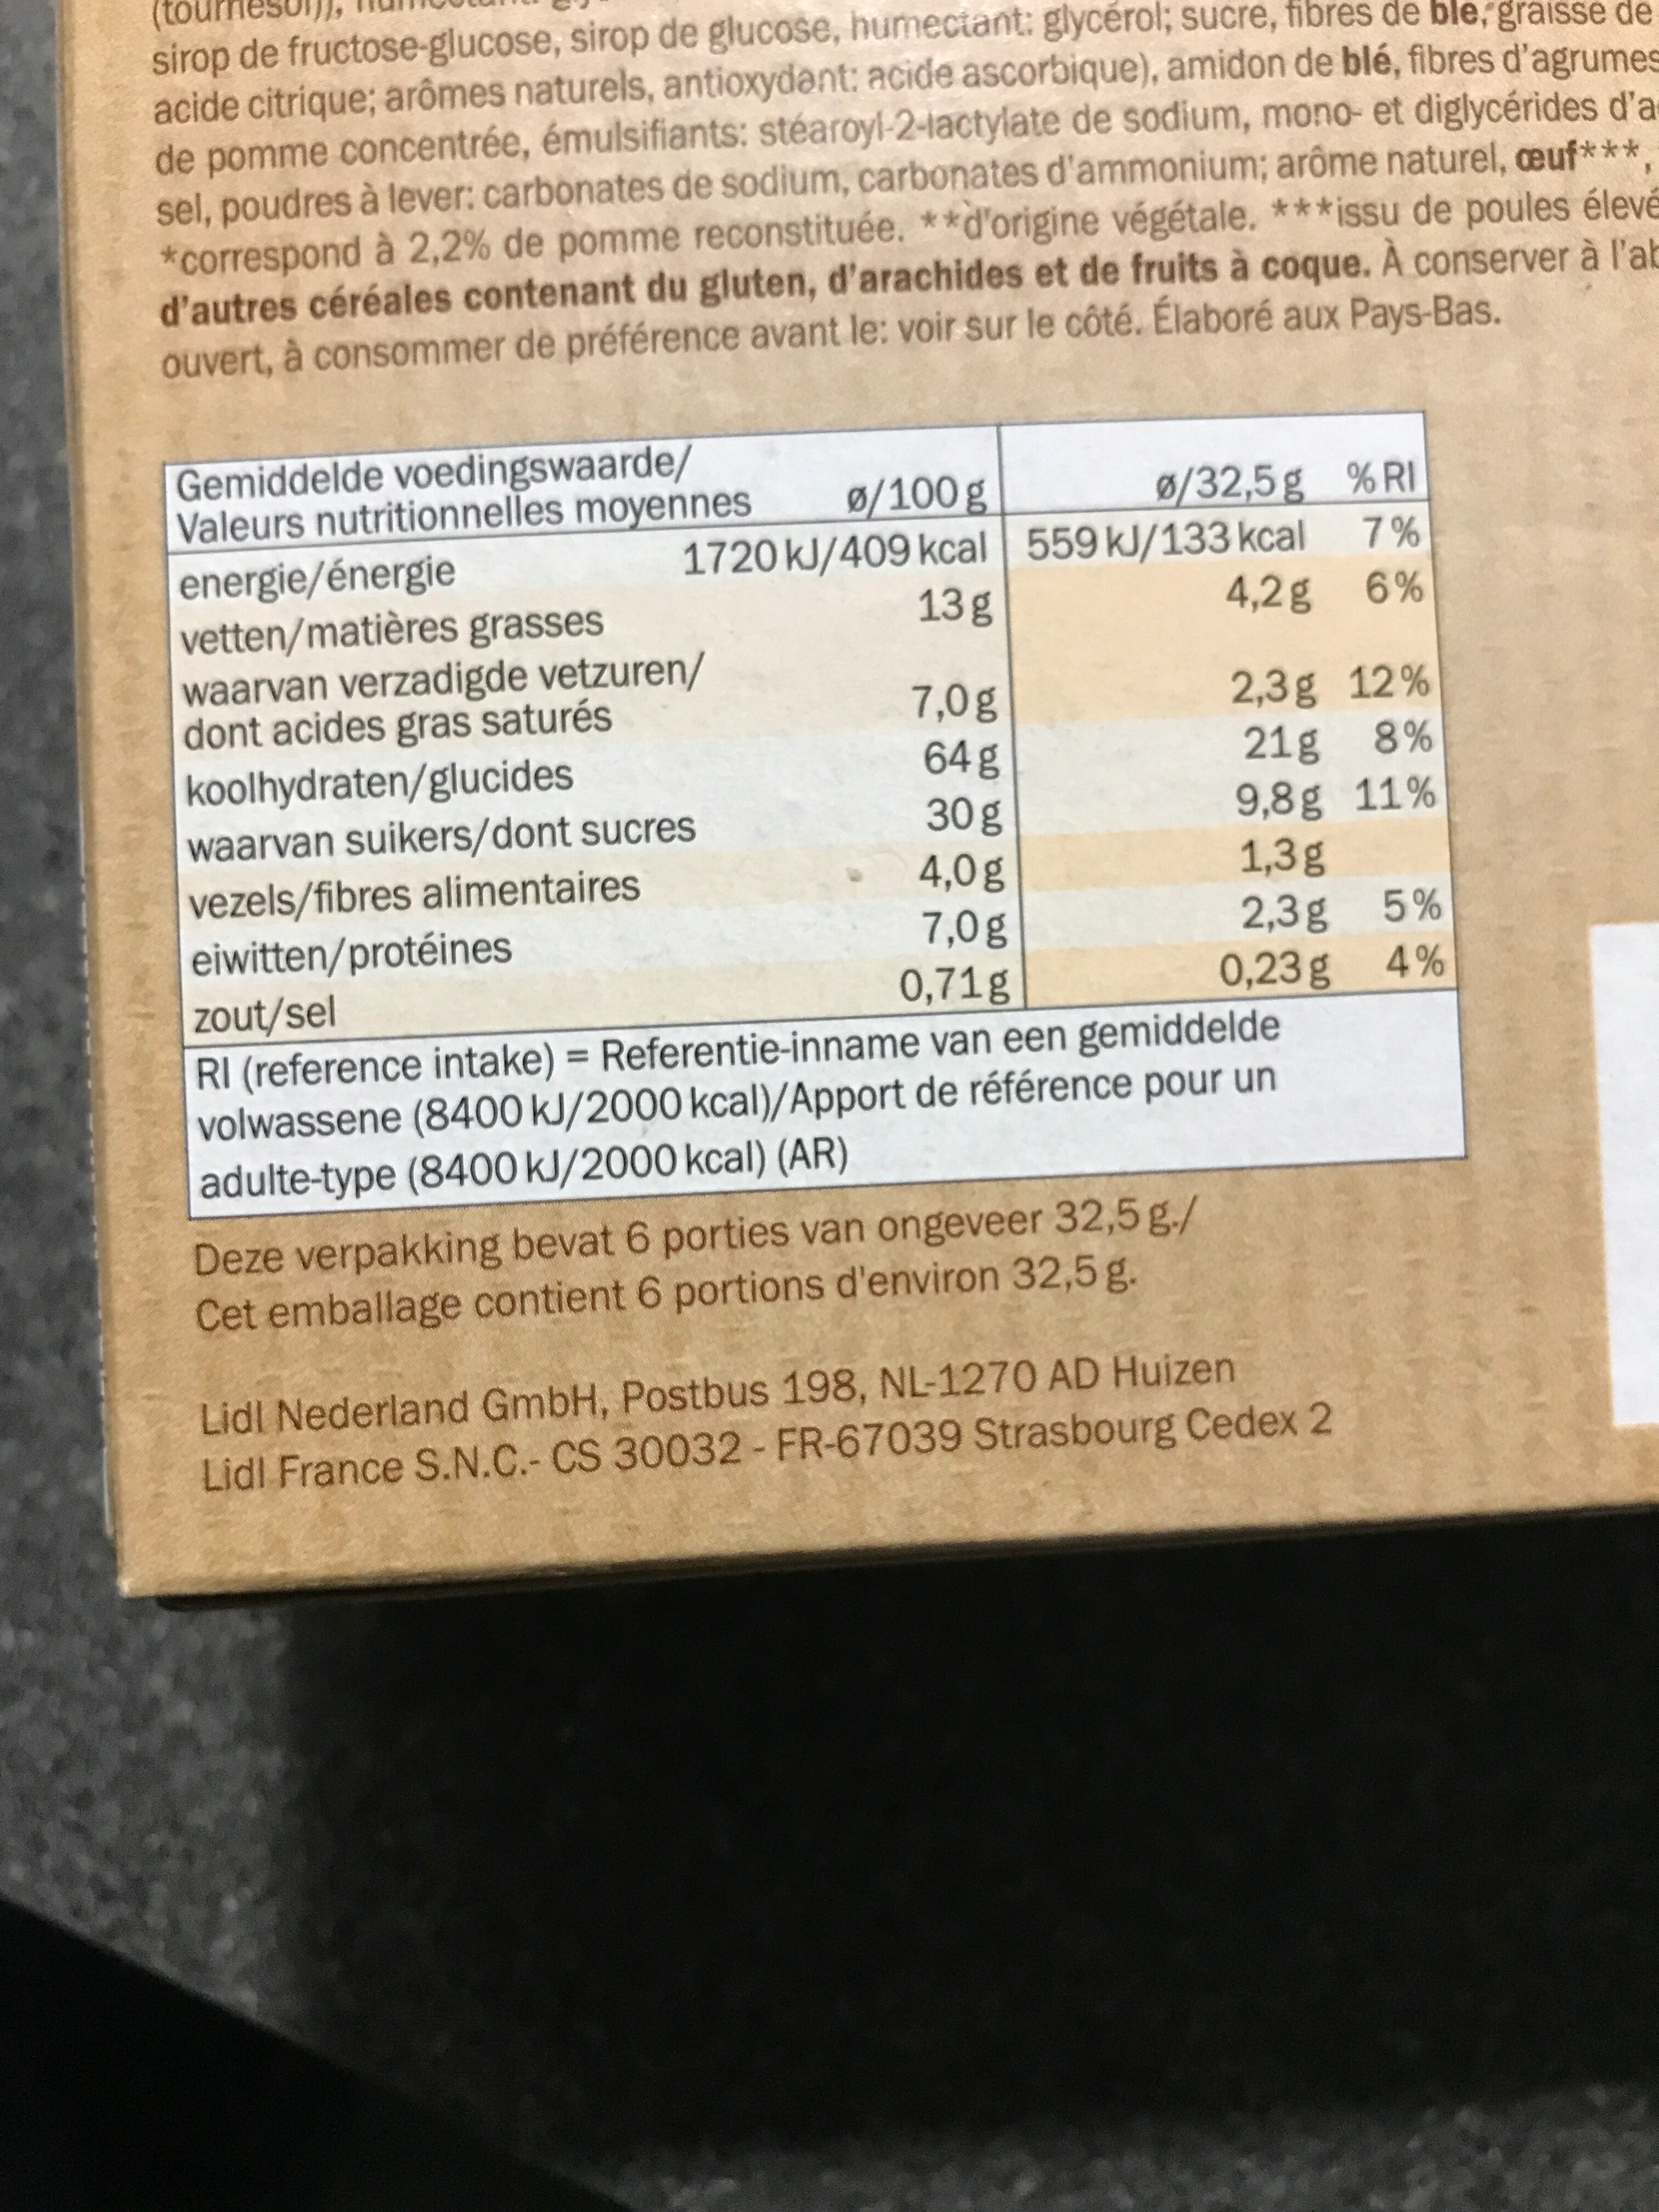 (tournesol)),
sirop de fructose-glucose, sirop de glucose, humectant: glycérol; sucre, fibres de blé, graisse de
acide citrique; arômes naturels, antioxydant: acide ascorbique), amidon de blé, fibres d'agrumes
de pomme concentrée, émulsifiants: stéaroyl-2-lactylate de sodium, mono- et diglycérides d'a
sel, poudres à lever: carbonates de sodium, carbonates d'ammonium; arôme naturel, œuf***,
*correspond à 2,2% de pomme reconstituée. **d'origine végétale. ***issu de poules élevé
d'autres céréales contenant du gluten, d'arachides et de fruits à coque. À conserver à l'ab
ouvert, à consommer de préférence avant le: voir sur le côté. Élaboré aux Pays-Bas.
Gemiddelde voedingswaarde/
Valeurs nutritionnelles moyennes ø/100 g ø/32,5 g % RI
energie/énergie 1720 kJ/409 kcal 559 kJ/133 kcal 7%
vetten/matières grasses 13 g 4,2 g 6%
waarvan verzadigde vetzuren/
dont acides gras saturés 7,0 g 2,3 g 12%
koolhydraten/glucides 64 g 21 g 8%
waarvan suikers/dont sucres 30 g 9,8 g 11%
vezels/fibres alimentaires 4,0 g 1,3 g
eiwitten/protéines 7,0 g 2,3 g 5%
zout/sel 0,71 g 0,23 g 4%
RI (reference intake) = Referentie-inname van een gemiddelde
volwassene (8400 kJ/2000 kcal)/Apport de référence pour un
adulte-type (8400 kJ/2000 kcal) (AR)
Deze verpakking bevat 6 porties van ongeveer 32,5 g./
Cet emballage contient 6 portions d'environ 32,5 g.
Lidl Nederland GmbH, Postbus 198, NL-1270 AD Huizen
Lidl France S.N.C.- CS 30032 - FR-67039 Strasbourg Cedex 2